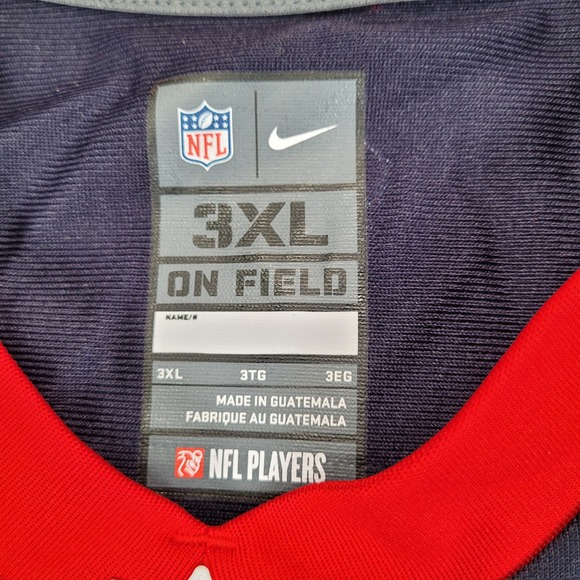 NFL
3XL
ON FIELD
NAME/#
3XL 3TG 3EG
MADE IN GUATEMALA
FABRIQUE AU GUATEMALA
NFL PLAYERS